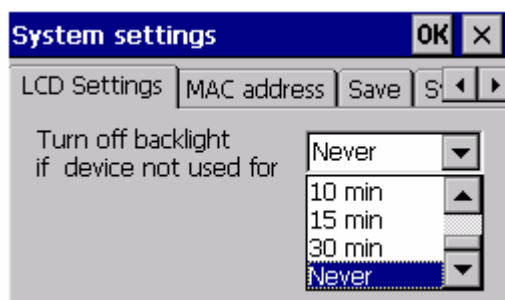 System settings OK
LCD Settings MAC address Save
Turn off backlight
if device not used for
Never
10 min
15 min
30 min
Never